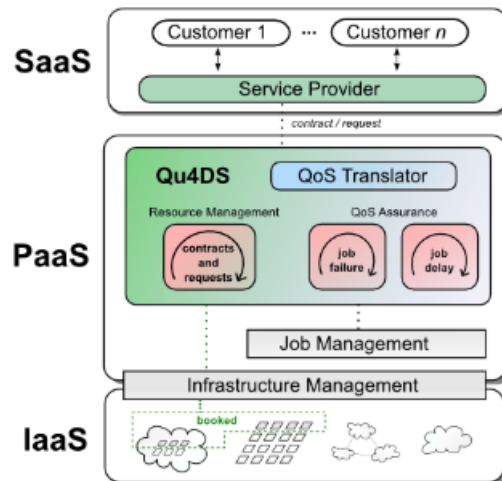 SaaS
Customer 1 ... Customer n
Service Provider
contract / request
PaaS
Qu4DS
QoS Translator
Resource Management
QoS Assurance
contracts
and
requests
job
failure
job
delay
Job Management
Infrastructure Management
IaaS
booked